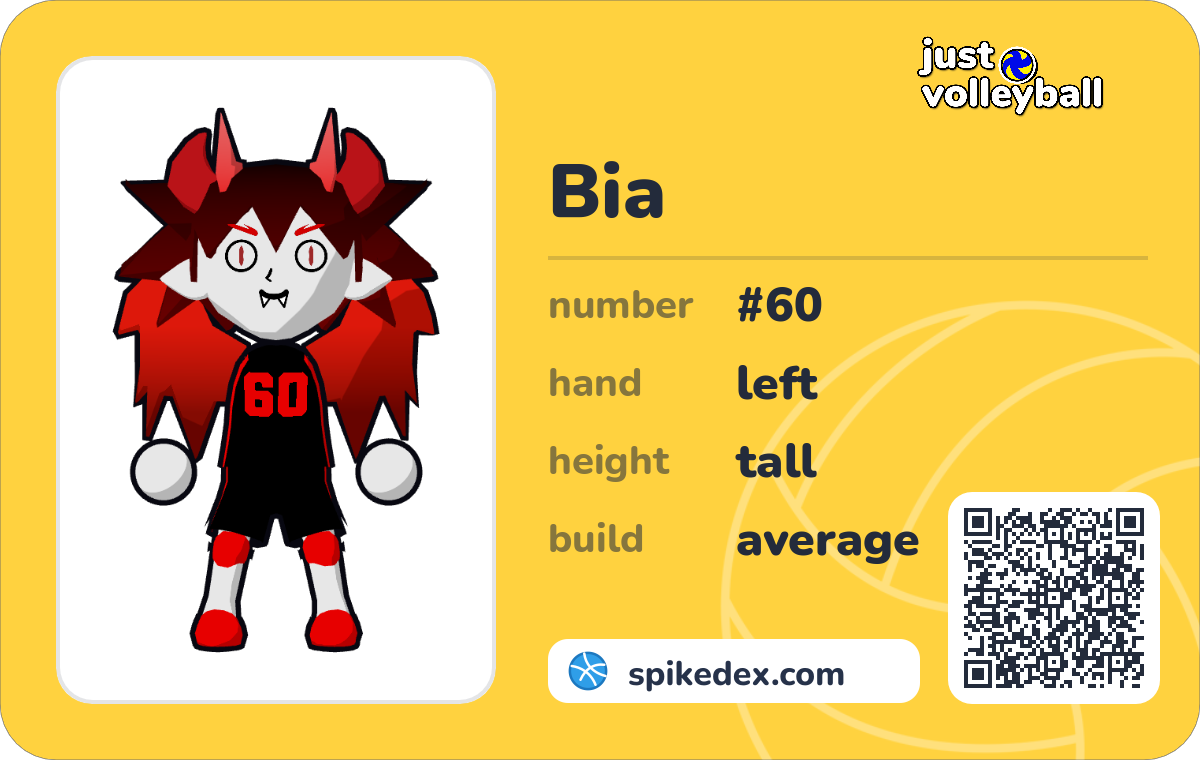 just
volleyball
Bia
number #60
hand left
height tall
build average
60
spikedex.com